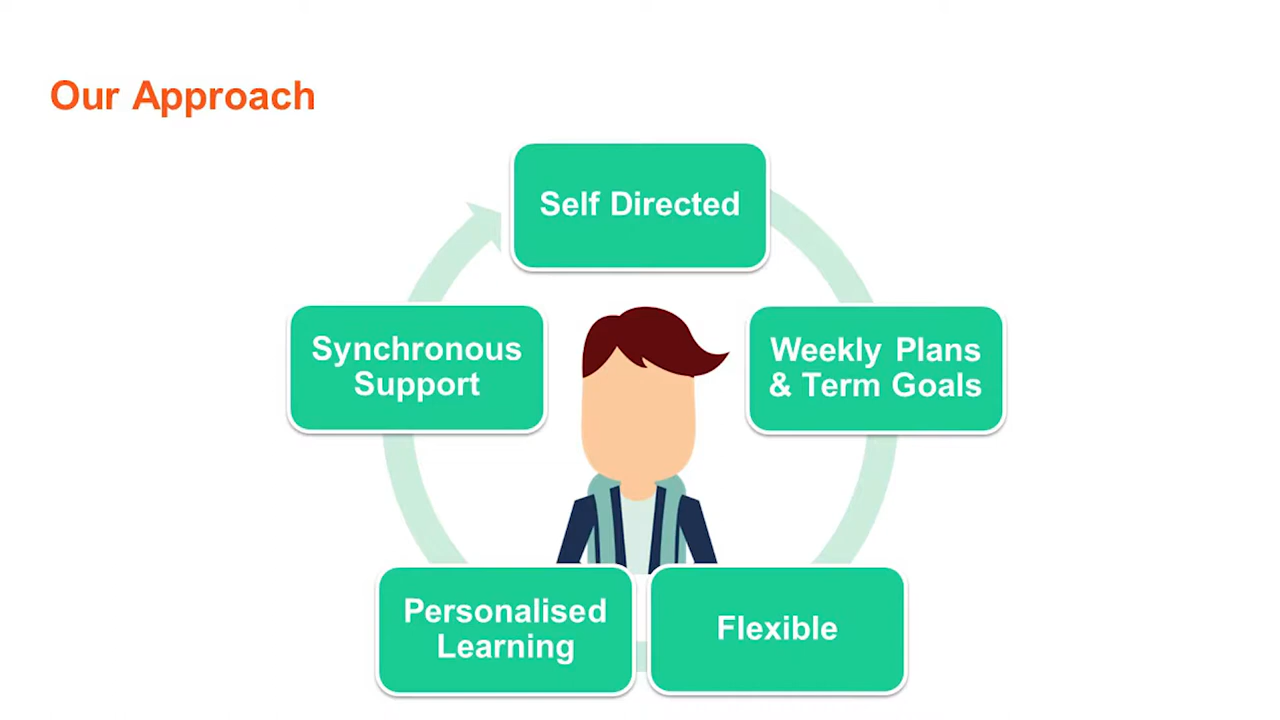 Our Approach
Self Directed
Weekly Plans
& Term Goals
Flexible
Personalised
Learning
Synchronous
Support